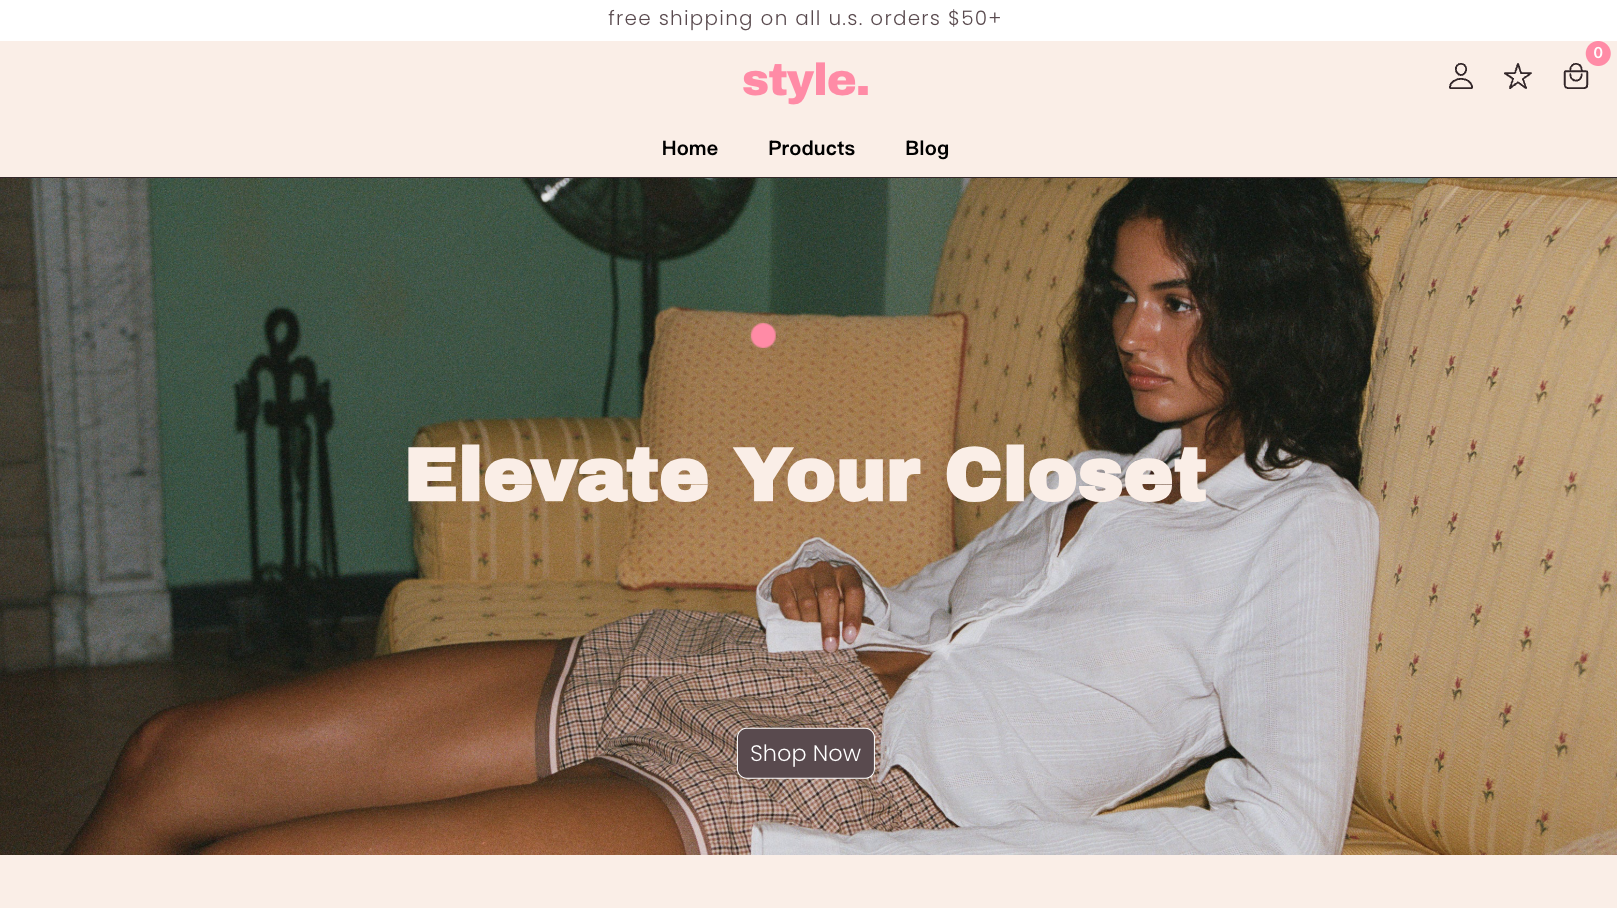 free shipping on all u.s. orders $50+
style.
0
Home Products Blog
Elevate Your Closet
Shop Now